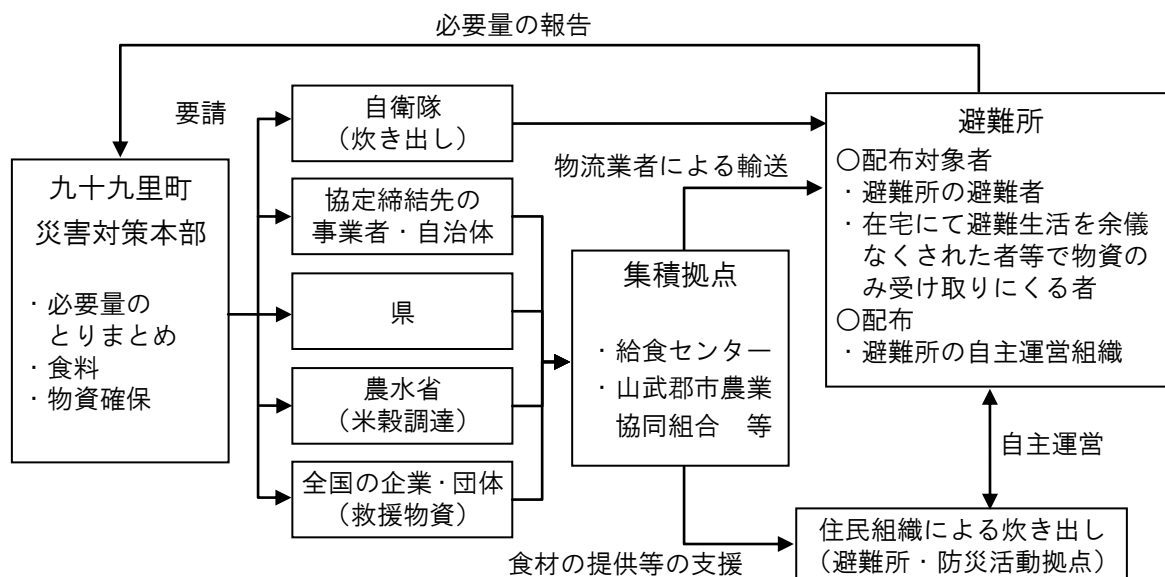 必要量の報告
要請
自衛隊
（炊き出し）
避難所
○配布対象者
・避難所の避難者
・在宅にて避難生活を余儀
なくされた者等で物資の
み受け取りにくる者
○配布
・避難所の自主運営組織
物流業者による輸送
九十九里町
災害対策本部
・必要量の
とりまとめ
・食料
・物資確保
協定締結先の
事業者・自治体
県
農水省
（米穀調達）
全国の企業・団体
（救援物資）
集積拠点
・給食センター
・山武郡市農業
協同組合　等
自主運営
住民組織による炊き出し
（避難所・防災活動拠点）
食材の提供等の支援